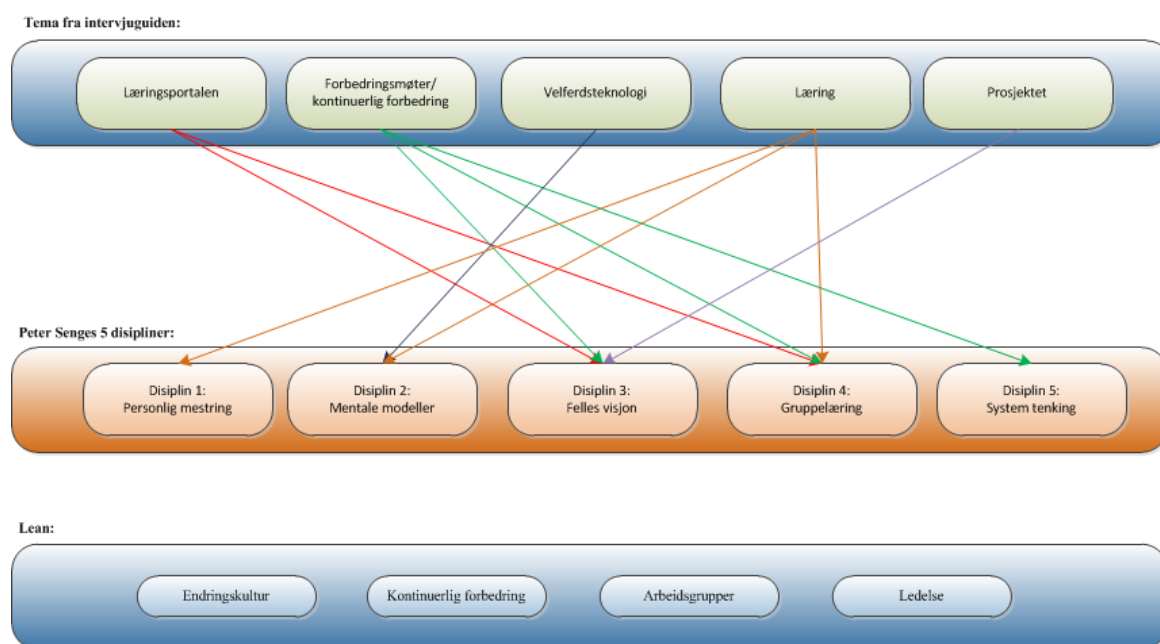 Tema fra intervjuguiden:
Læringsportalen
Forbedringsmøter/
kontinuerlig forbedring
Velferdsteknologi
Læring
Prosjektet
Peter Senges 5 disipliner:
Disiplin 1:
Personlig mestring
Disiplin 2:
Mentale modeller
Disiplin 3:
Felles visjon
Disiplin 4:
Gruppelæring
Disiplin 5:
System tenking
Lean:
Endringskultur
Kontinuerlig forbedring
Arbeidsgrupper
Ledelse